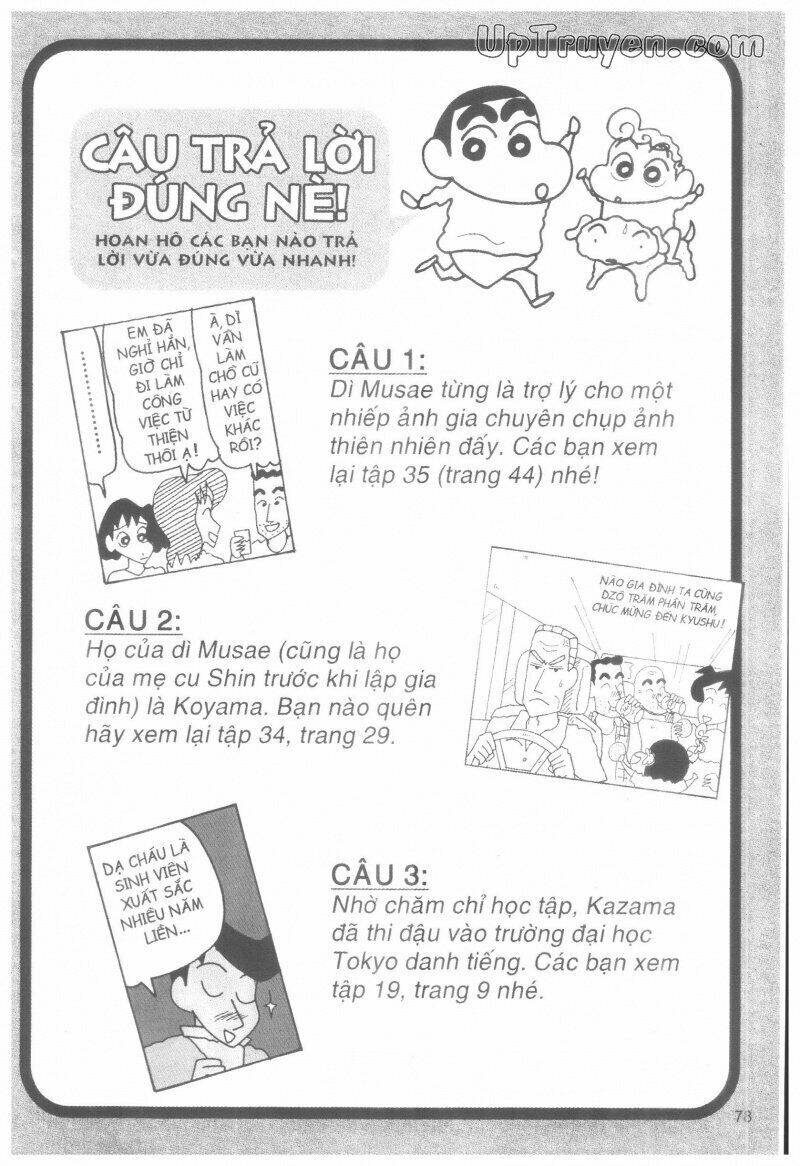 UpTruyen.com
CÂU TRẢ LỜI
ĐÚNG NÈ!
HOAN HÔ CÁC BẠN NÀO TRẢ
LỜI VỪA ĐÚNG VỪA NHANH!
À, DÌ
VẪN
LÀM
CHỖ CŨ
HAY CÓ
VIỆC
KHÁC
RỒI?
EM ĐÃ
NGHỈ HẲN,
GIỜ CHỈ
ĐI LÀM
CÔNG
VIỆC TỪ
THIỆN
THÔI Ạ!
..........
CÂU 1:
Dì Musae từng là trợ lý cho một
nhiếp ảnh gia chuyên chụp ảnh
thiên nhiên đấy. Các bạn xem
lại tập 35 (trang 44) nhé!
NÀO GIA ĐÌNH TA CÙNG
DZÔ TRĂM PHẦN TRĂM,
CHÚC MỪNG ĐẾN KYUSHU!
CÂU 2:
Họ của dì Musae (cũng là họ
của mẹ cu Shin trước khi lập gia
đình) là Koyama. Bạn nào quên
hãy xem lại tập 34, trang 29.
DẠ CHÁU LÀ
SINH VIÊN
XUẤT SẮC
NHIỀU NĂM
LIỀN...
CÂU 3:
Nhờ chăm chỉ học tập, Kazama
đã thi đậu vào trường đại học
Tokyo danh tiếng. Các bạn xem
tập 19, trang 9 nhé.
73